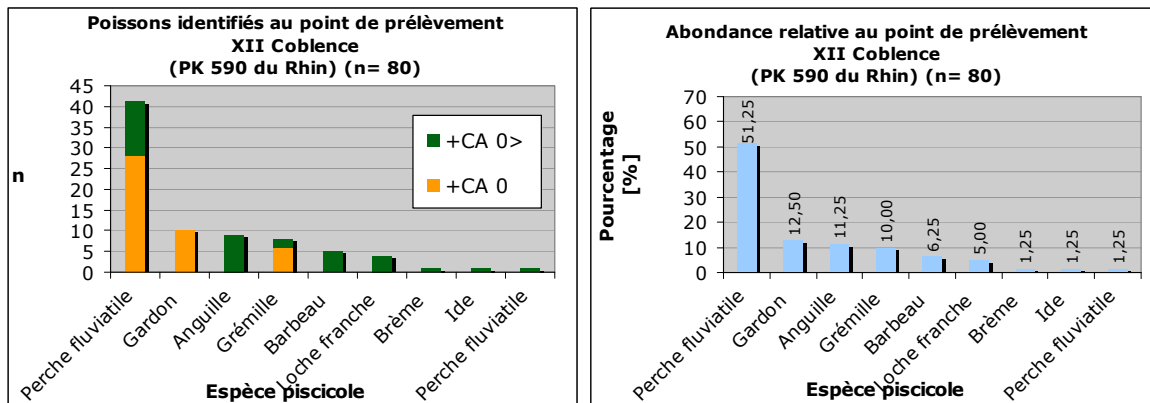 Poissons identifiés au point de prélèvement
XII Coblence
(PK 590 du Rhin) (n= 80)
45
40
35
30
25
20
15
10
5
0
n
+CA 0>
+CA 0
Perche fluviatile
Gardon
Anguille
Grémille
Barbeau
Loche franche
Brème
Ide
Perche fluviatile
Espèce piscicole
Abondance relative au point de prélèvement
XII Coblence
(PK 590 du Rhin) (n= 80)
Pourcentage
[%]
70
60
50
40
30
20
10
0
51,25
12,50
11,25
10,00
6,25
5,00
1,25
1,25
1,25
Perche fluviatile
Gardon
Anguille
Grémille
Barbeau
Loche franche
Brème
Ide
Perche fluviatile
Espèce piscicole